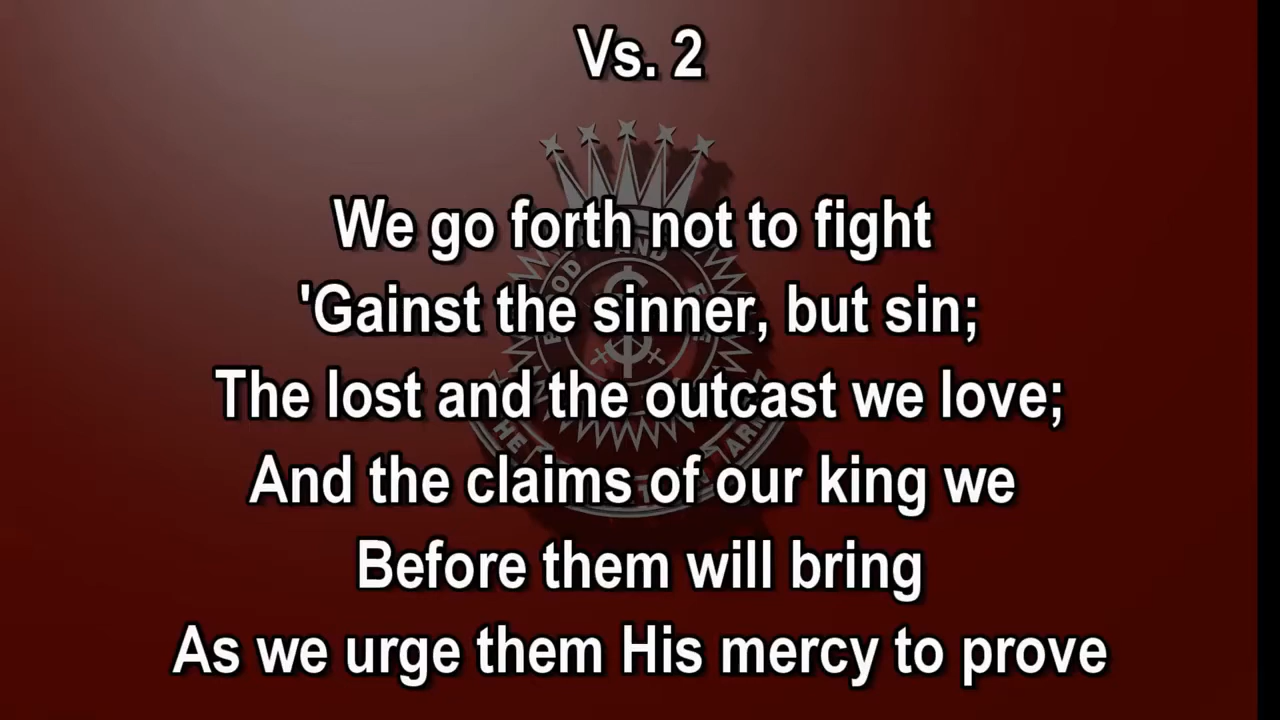 Vs. 2
We go forth not to fight
'Gainst the sinner, but sin;
The lost and the outcast we love;
And the claims of our king we
Before them will bring
As we urge them His mercy to prove
AND